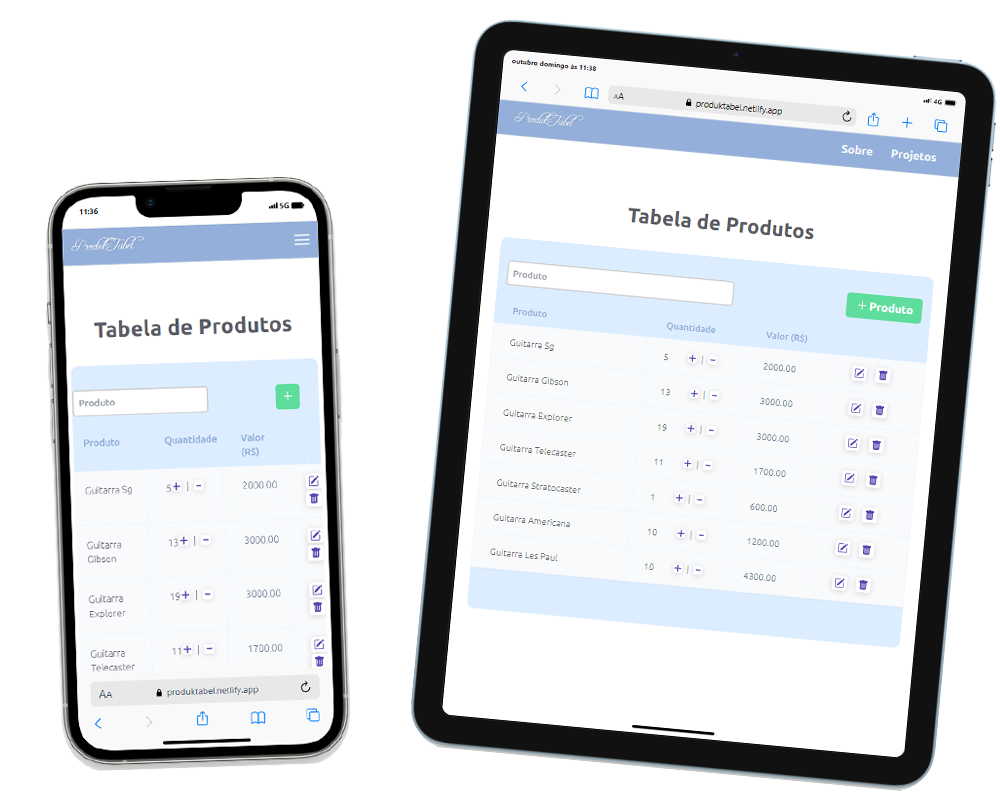 11:36
5G
Produk Tabel
Tabela de Produtos
Produto
+
Produto Quantidade Valor (R$)
Guitarra Sg 5 + | - 2000.00
Guitarra Gibson 13 + | - 3000.00
Guitarra Explorer 19 + | - 3000.00
Guitarra Telecaster 11 + | - 1700.00
AA produktabel.netlify.app
outubro domingo às 11:38
4G
AA produktabel.netlify.app
Produk Tabel
Sobre Projetos
Tabela de Produtos
Produto
+ Produto
Produto Quantidade Valor (R$)
Guitarra Sg 5 + | - 2000.00
Guitarra Gibson 13 + | - 3000.00
Guitarra Explorer 19 + | - 3000.00
Guitarra Telecaster 11 + | - 1700.00
Guitarra Stratocaster 1 + | - 600.00
Guitarra Americana 10 + | - 1200.00
Guitarra Les Paul 10 + | - 4300.00